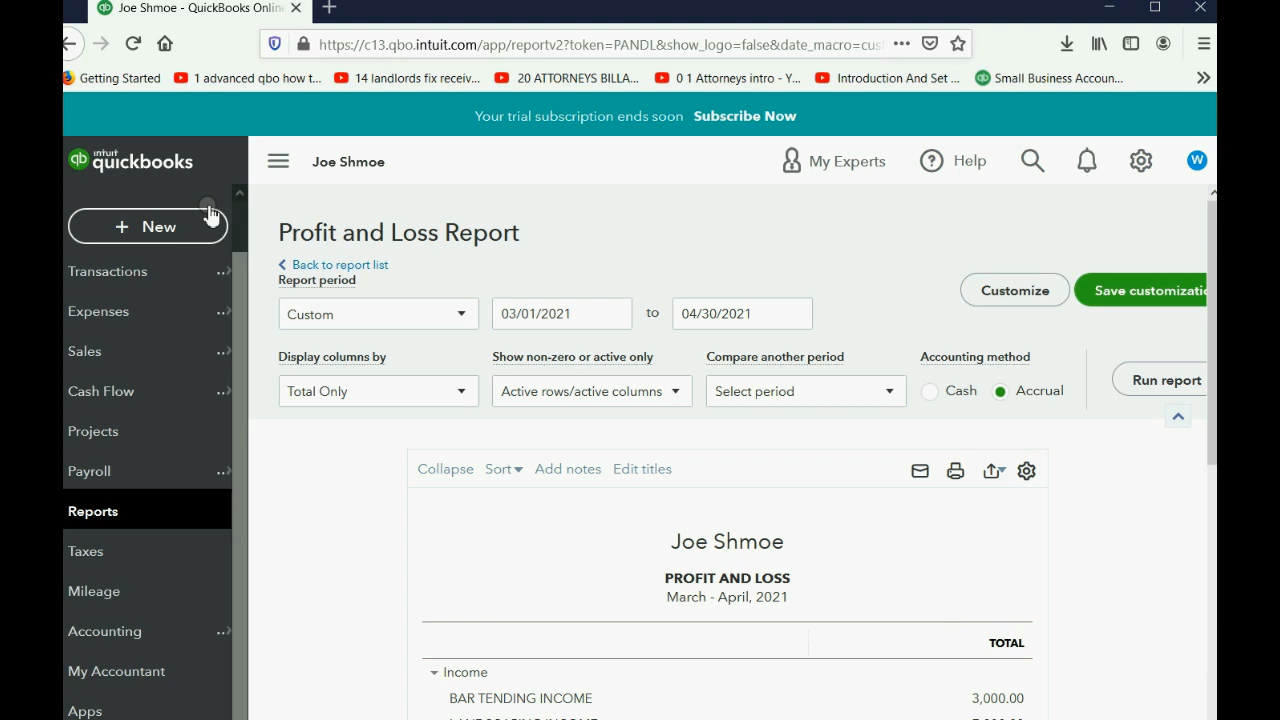 Joe Shmoe - QuickBooks Online
https://c13.qbo.intuit.com/app/reportv2?token=PANDL&show_logo=false&date_macro=cus
Getting Started
1 advanced qbo how t...
14 landlords fix receiv...
20 ATTORNEYS BILLA...
0 1 Attorneys intro - Y...
Introduction And Set ...
Small Business Accoun...
Your trial subscription ends soon Subscribe Now
intuit
quickbooks
Joe Shmoe
My Experts
Help
W
+ New
Transactions
Expenses
Sales
Cash Flow
Projects
Payroll
Reports
Taxes
Mileage
Accounting
My Accountant
Apps
Profit and Loss Report
Back to report list
Report period
Custom
03/01/2021 to 04/30/2021
Customize
Save customizatio
Display columns by
Show non-zero or active only
Compare another period
Accounting method
Total Only
Active rows/active columns
Select period
Cash
Accrual
Run report
Collapse Sort Add notes Edit titles
Joe Shmoe
PROFIT AND LOSS
March - April, 2021
TOTAL
Income
BAR TENDING INCOME 3,000.00